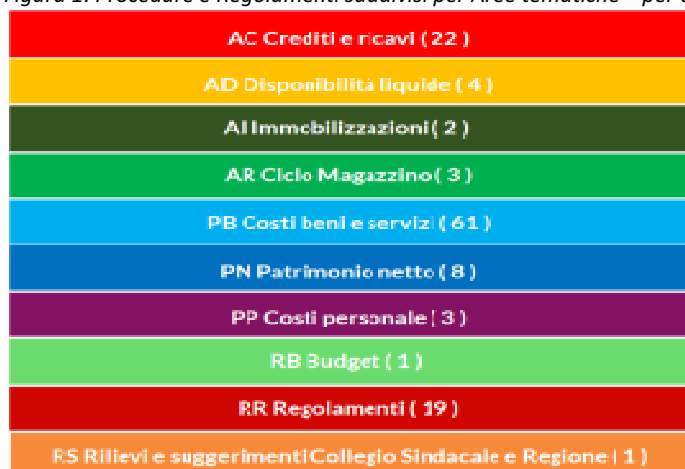 Figura 1: Procedure e Regolamenti suddivisi per Aree tematiche per
AC Crediti e ricavi (22)
AD Disponibilità liquide ( 4 )
AI Immobilizzazioni ( 2 )
AR Ciclo Magazzino ( 3 )
PB Costi beni e servizi ( 61 )
PN Patrimonio netto ( 8 )
PP Costi personale ( 3 )
RB Budget ( 1 )
RR Regolamenti ( 19 )
RS Rilievi e suggerimenti Collegio Sindacale e Regione ( 1 )